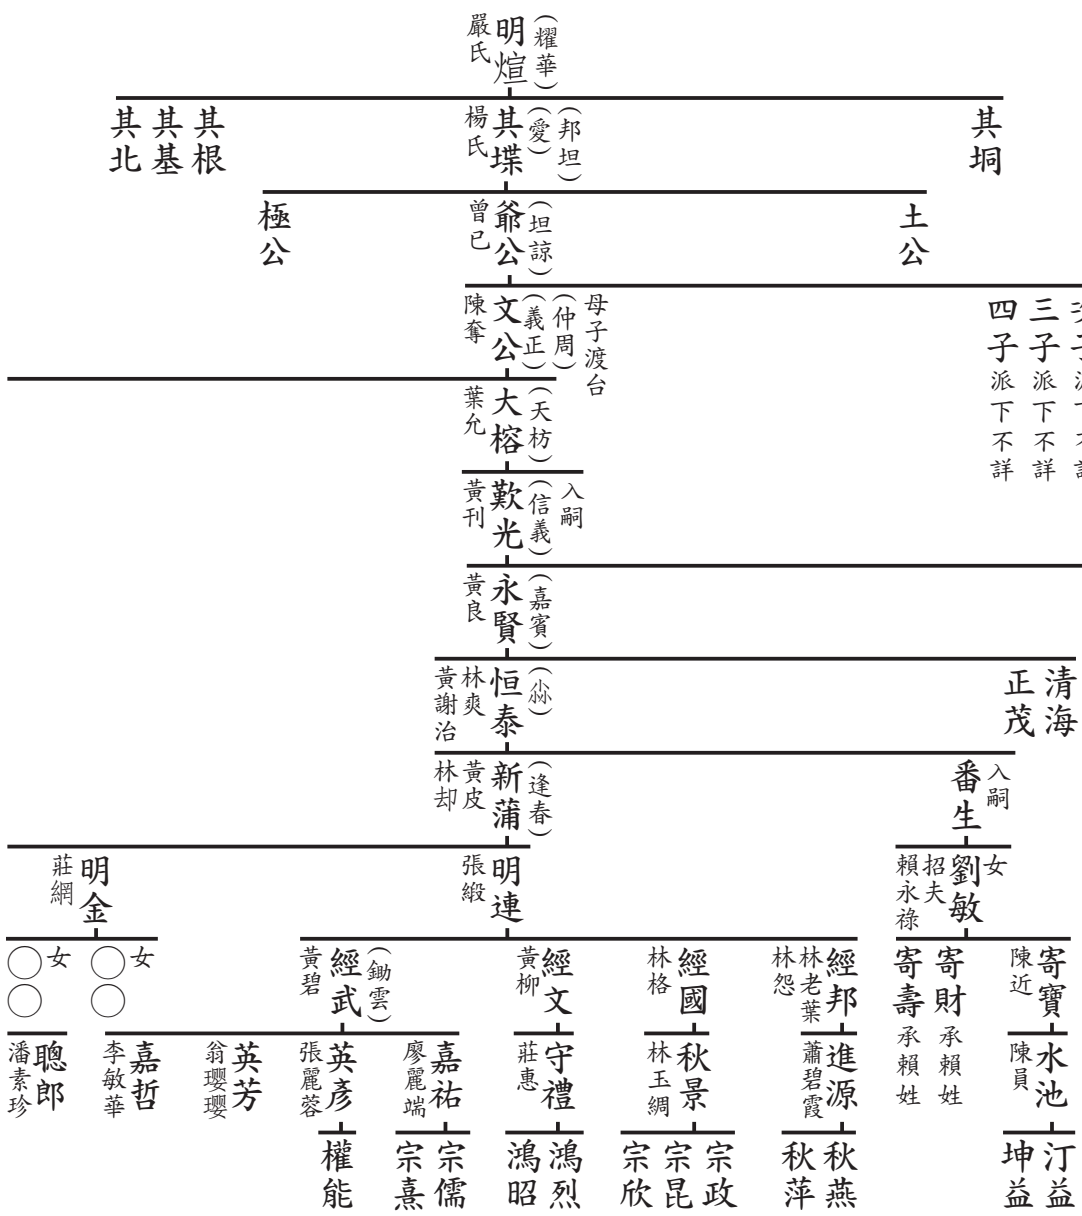 (耀華)
明煊
嚴氏
其垌
(邦坦)
(愛)
其堞
楊氏
其根
其基
其北
土公
(坦諒)
爺公
曾已
極公
三子派下不詳
四子派下不詳
母子渡台
(仲周)
(義正)
文公
陳奪
(天枋)
大榕
葉允
入嗣
(信義)
歎光
黃刊
(嘉賓)
永賢
黃良
清海
正茂
恒泰
林爽
黃謝治
入嗣
番生
(逢春)
新蒲
黃皮
林却
女
劉敏
招夫
賴永祿
明連
張緞
明金
莊網
寄寶
陳近
寄財承賴姓
寄壽承賴姓
經邦
林老葉
林怨
經國
林格
經文
黃柳
(鋤雲)
經武
黃碧
女
◯◯
女
◯◯
水池
陳員
進源
蕭碧霞
秋景
林玉綢
守禮
莊惠
嘉祐
廖麗端
英彥
張麗蓉
英芳
翁瓔瓔
嘉哲
李敏華
聰郎
潘素珍
汀益
坤益
秋燕
秋萍
宗政
宗昆
宗欣
鴻烈
鴻昭
宗儒
宗熹
權能